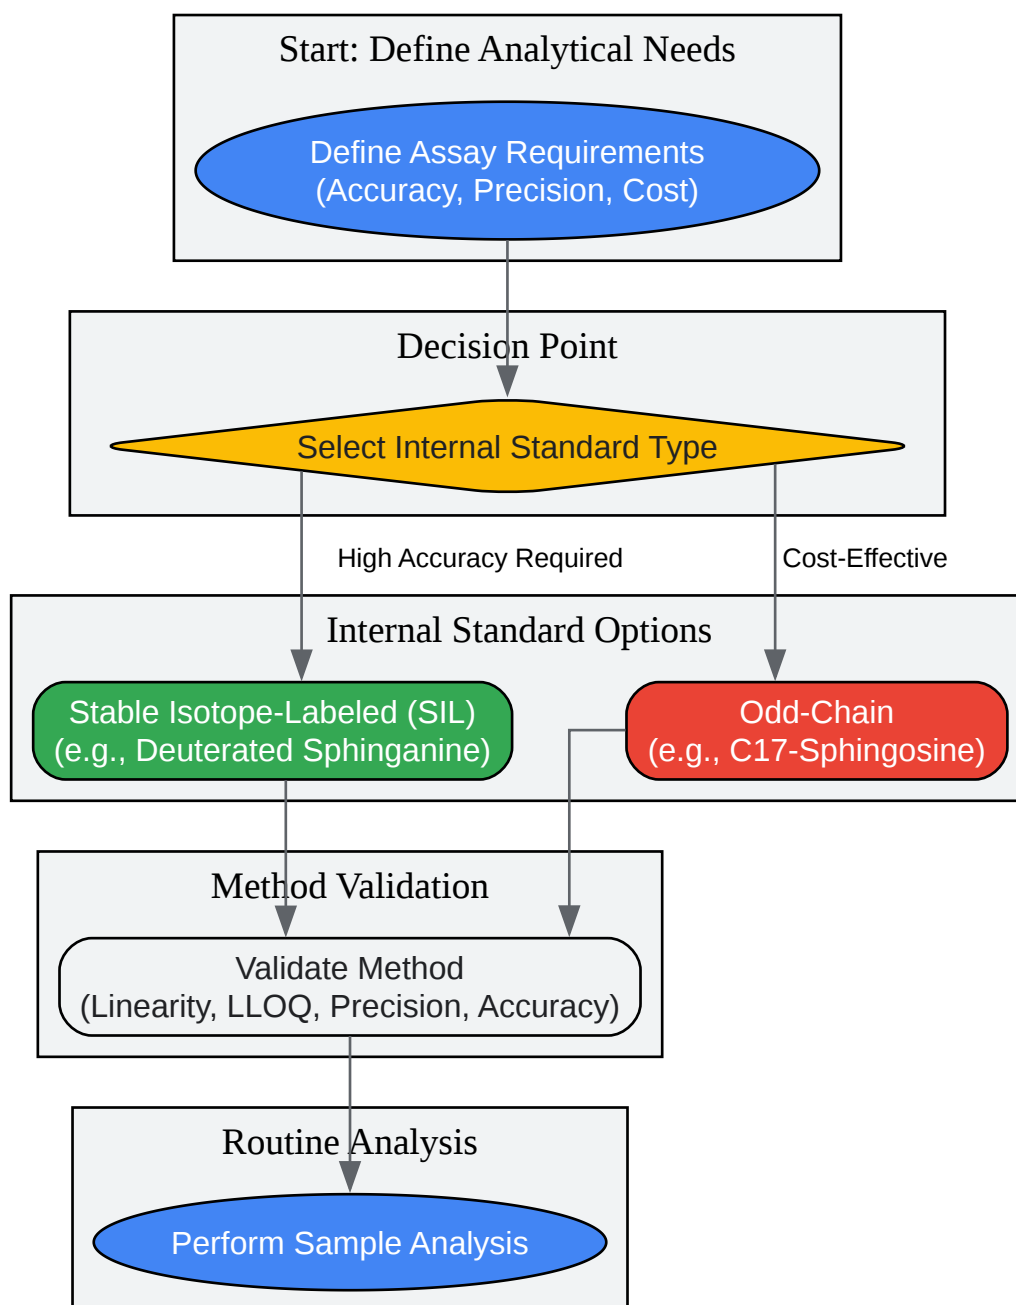 Start: Define Analytical Needs
Define Assay Requirements
(Accuracy, Precision, Cost)
Decision Point
Select Internal Standard Type
High Accuracy Required
Cost-Effective
Internal Standard Options
Stable Isotope-Labeled (SIL)
(e.g., Deuterated Sphinganine)
Odd-Chain
(e.g., C17-Sphingosine)
Method Validation
Validate Method
(Linearity, LLOQ, Precision, Accuracy)
Routine Analysis
Perform Sample Analysis